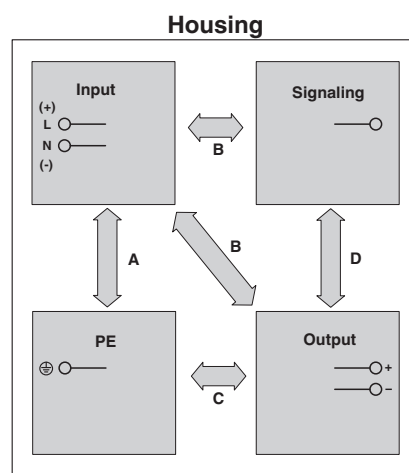 Housing
Input
(+)
L
N
(-)
Signaling
B
A
B
D
PE
Output
+
–
C